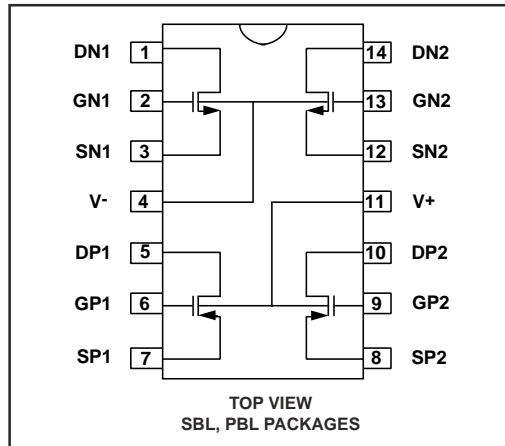 DN1 1 14 DN2
GN1 2 13 GN2
SN1 3 12 SN2
V- 4 11 V+
DP1 5 10 DP2
GP1 6 9 GP2
SP1 7 8 SP2
TOP VIEW
SBL, PBL PACKAGES